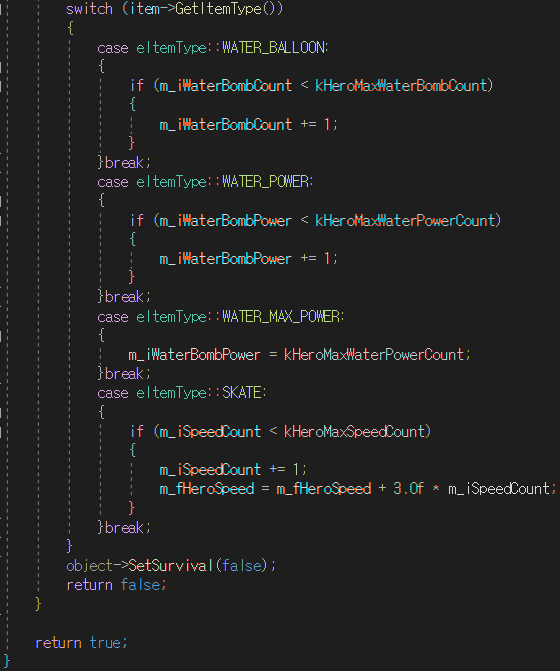 switch (item->GetItemType())
{
case eItemType::WATER_BALLOON:
{
if (m_iWaterBombCount < kHeroMaxWaterBombCount)
{
m_iWaterBombCount += 1;
}
}break;
case eItemType::WATER_POWER:
{
if (m_iWaterBombPower < kHeroMaxWaterPowerCount)
{
m_iWaterBombPower += 1;
}
}break;
case eItemType::WATER_MAX_POWER:
{
m_iWaterBombPower = kHeroMaxWaterPowerCount;
}break;
case eItemType::SKATE:
{
if (m_iSpeedCount < kHeroMaxSpeedCount)
{
m_iSpeedCount += 1;
m_fHeroSpeed = m_fHeroSpeed + 3.0f * m_iSpeedCount;
}
}break;
}
object->SetSurvival(false);
return false;
}
return true;
}